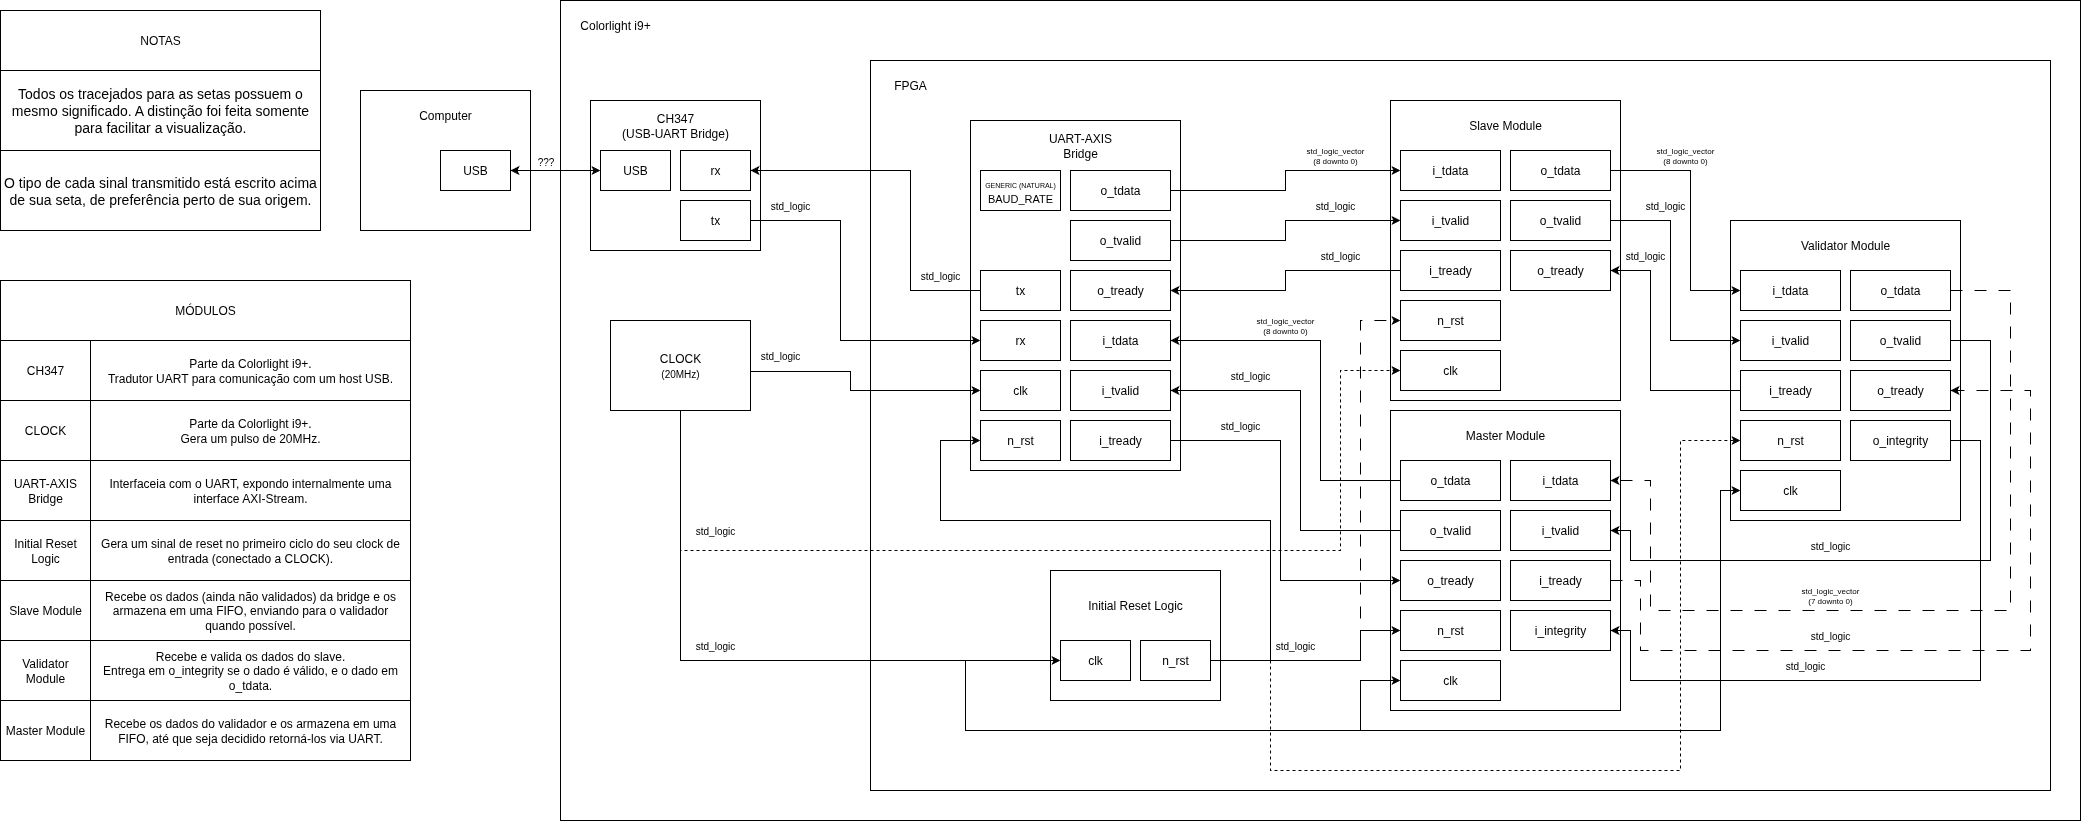 NOTAS
Todos os tracejados para as setas possuem o
mesmo significado. A distinção foi feita somente
para facilitar a visualização.
O tipo de cada sinal transmitido está escrito acima
de sua seta, de preferência perto de sua origem.
MÓDULOS
CH347
Parte da Colorlight i9+.
Tradutor UART para comunicação com um host USB.
CLOCK
Parte da Colorlight i9+.
Gera um pulso de 20MHz.
UART-AXIS
Bridge
Interfaceia com o UART, expondo internalmente uma
interface AXI-Stream.
Initial Reset
Logic
Gera um sinal de reset no primeiro ciclo do seu clock de
entrada (conectado a CLOCK).
Slave Module
Recebe os dados (ainda não validados) da bridge e os
armazena em uma FIFO, enviando para o validador
quando possível.
Validator
Module
Recebe e valida os dados do slave.
Entrega em o_integrity se o dado é válido, e o dado em
o_tdata.
Master Module
Recebe os dados do validador e os armazena em uma
FIFO, até que seja decidido retorná-los via UART.
Computer
USB
???
Colorlight i9+
CH347
(USB-UART Bridge)
USB
rx
tx
std_logic
CLOCK
(20MHz)
std_logic
std_logic
std_logic
std_logic
FPGA
UART-AXIS
Bridge
GENERIC (NATURAL)
BAUD_RATE
o_tdata
o_tvalid
tx
o_tready
rx
i_tdata
clk
i_tvalid
n_rst
i_tready
std_logic_vector
(8 downto 0)
std_logic
std_logic
std_logic_vector
(8 downto 0)
std_logic
std_logic
Initial Reset Logic
clk
n_rst
std_logic
Slave Module
i_tdata
o_tdata
i_tvalid
o_tvalid
i_tready
o_tready
n_rst
clk
Master Module
o_tdata
i_tdata
o_tvalid
i_tvalid
o_tready
i_tready
n_rst
i_integrity
clk
std_logic_vector
(8 downto 0)
std_logic
std_logic
Validator Module
i_tdata
o_tdata
i_tvalid
o_tvalid
i_tready
o_tready
n_rst
o_integrity
clk
std_logic
std_logic_vector
(7 downto 0)
std_logic
std_logic